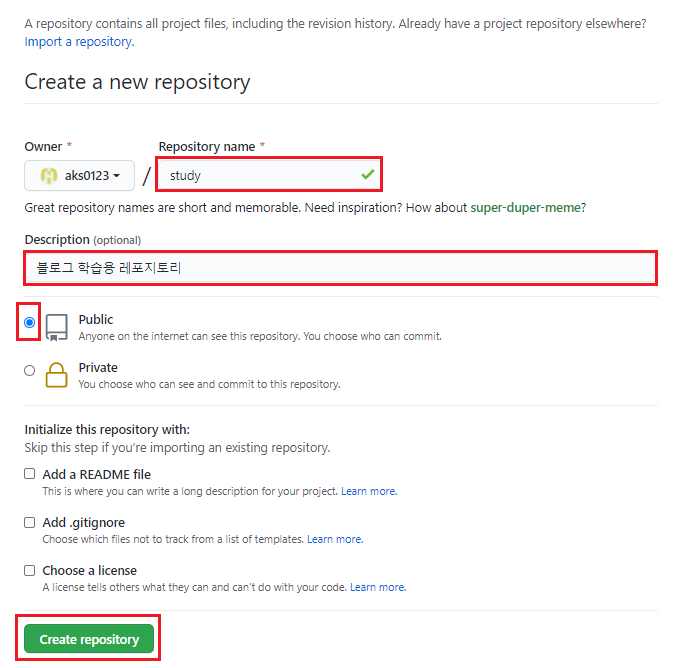 A repository contains all project files, including the revision history. Already have a project repository elsewhere?
Import a repository.
Create a new repository
Owner * Repository name *
aks0123 / study
Great repository names are short and memorable. Need inspiration? How about super-duper-meme?
Description (optional)
블로그 학습용 레포지토리
Public
Anyone on the internet can see this repository. You choose who can commit.
Private
You choose who can see and commit to this repository.
Initialize this repository with:
Skip this step if you're importing an existing repository.
Add a README file
This is where you can write a long description for your project. Learn more.
Add .gitignore
Choose which files not to track from a list of templates. Learn more.
Choose a license
A license tells others what they can and can't do with your code. Learn more.
Create repository